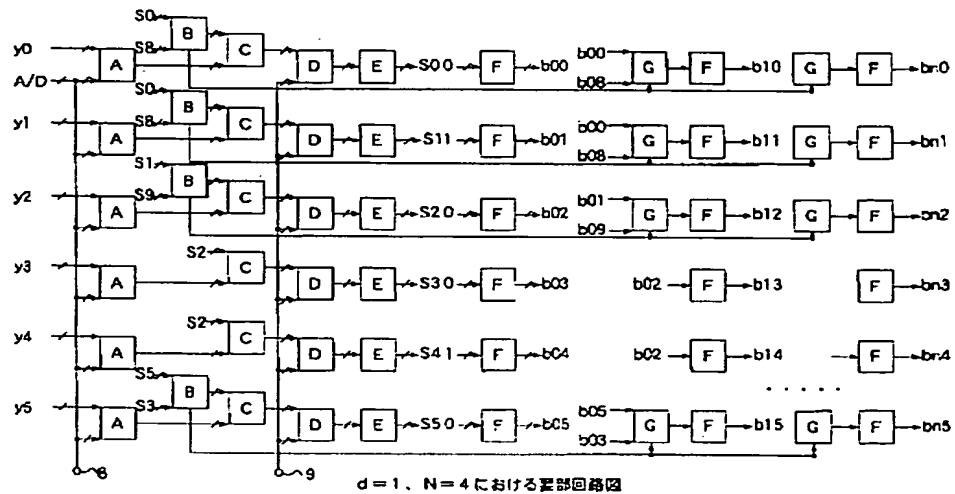 S0
B
C
y0 S8
A D E S00 F b00 b00 G F b10 G F bn0
A/D b08
S0
B
C
y1 S8
A D E S11 F b01 b00 G F b11 G F bn1
b08
S1
B
C
y2 S9
A D E S20 F b02 b01 G F b12 G F bn2
b09
y3 S2 C
A D E S30 F b03 b02 F b13 F bn3
S2
C
y4
A D E S41 F b04 b02 F b14 F bn4
S5
B
C
y5 S3
A D E S50 F b05 b05 G F b15 G F bn5
b03
8 9
d=1、N=4における要部回路図